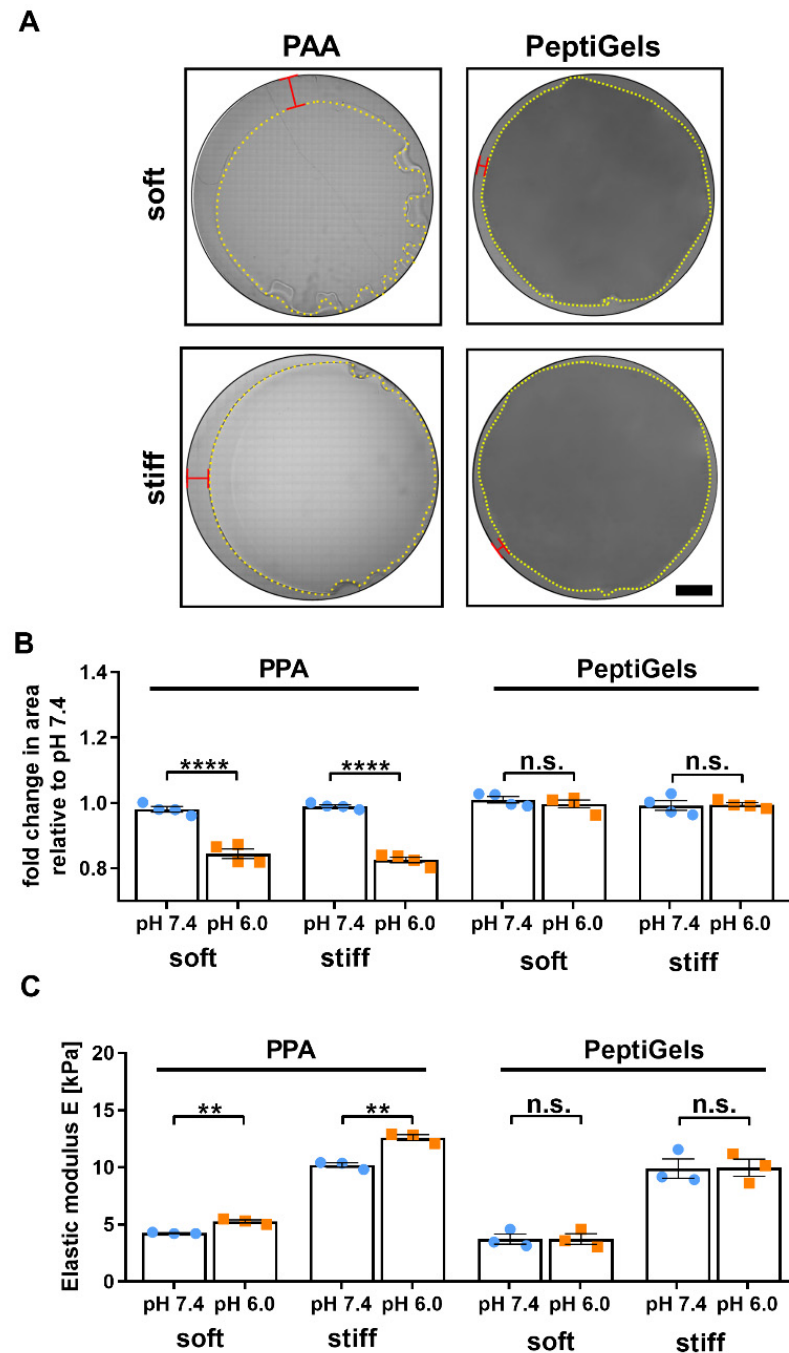 A
PAA PeptiGels
soft
stiff
B
PPA PeptiGels
fold change in area
relative to pH 7.4
1.4
1.2
1.0
0.8
**** **** n.s. n.s.
pH 7.4 pH 6.0 pH 7.4 pH 6.0 pH 7.4 pH 6.0 pH 7.4 pH 6.0
soft stiff soft stiff
C
PPA PeptiGels
Elastic modulus E [kPa]
20
15
10
5
0
** ** n.s. n.s.
pH 7.4 pH 6.0 pH 7.4 pH 6.0 pH 7.4 pH 6.0 pH 7.4 pH 6.0
soft stiff soft stiff